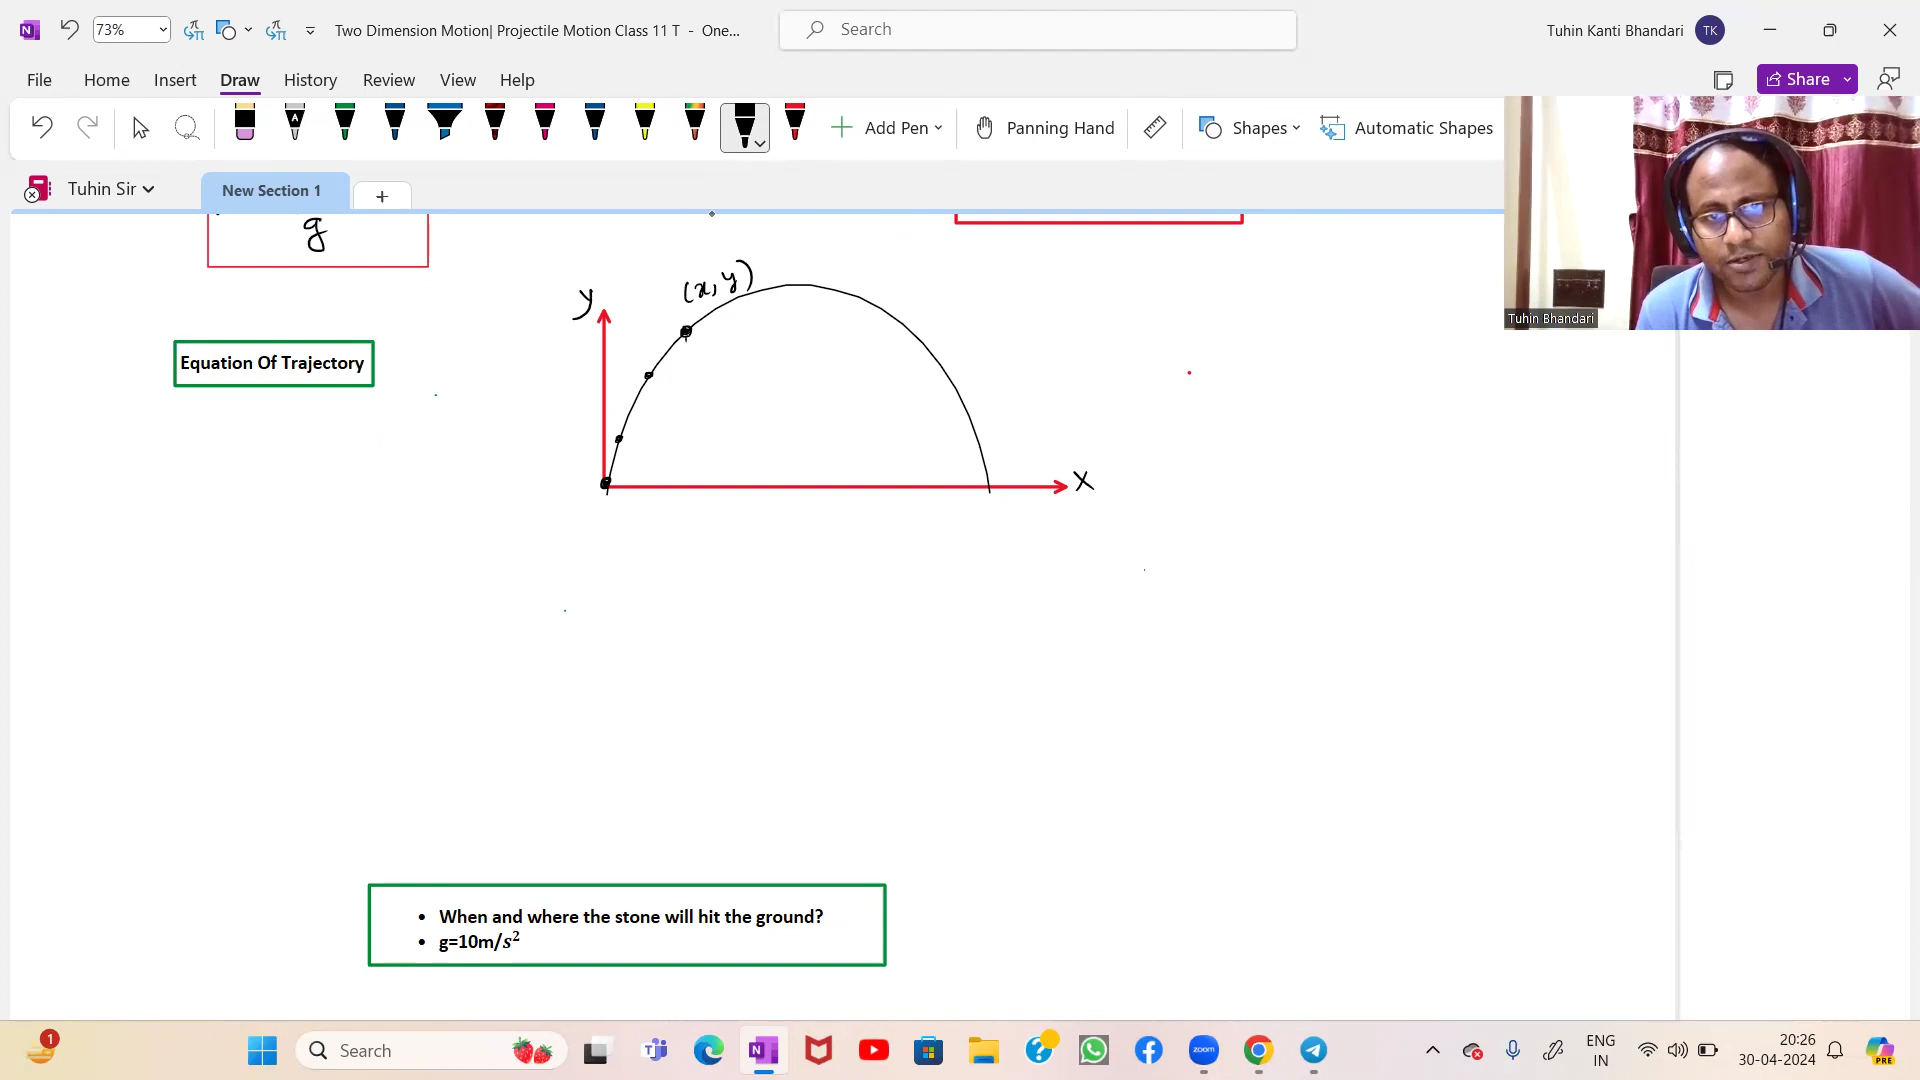 73%
Two Dimension Motion| Projectile Motion Class 11 T - One...
Search
Tuhin Kanti Bhandari
TK
File
Home
Insert
Draw
History
Review
View
Help
Share
A
Add Pen
Panning Hand
Shapes
Automatic Shapes
Tuhin Sir
New Section 1
+
Tuhin Bhandari
g
(x, y)
y
Equation Of Trajectory
X
• When and where the stone will hit the ground?
• g=10m/s²
1
Search
zoom
ENG
IN
20:26
30-04-2024
PRE